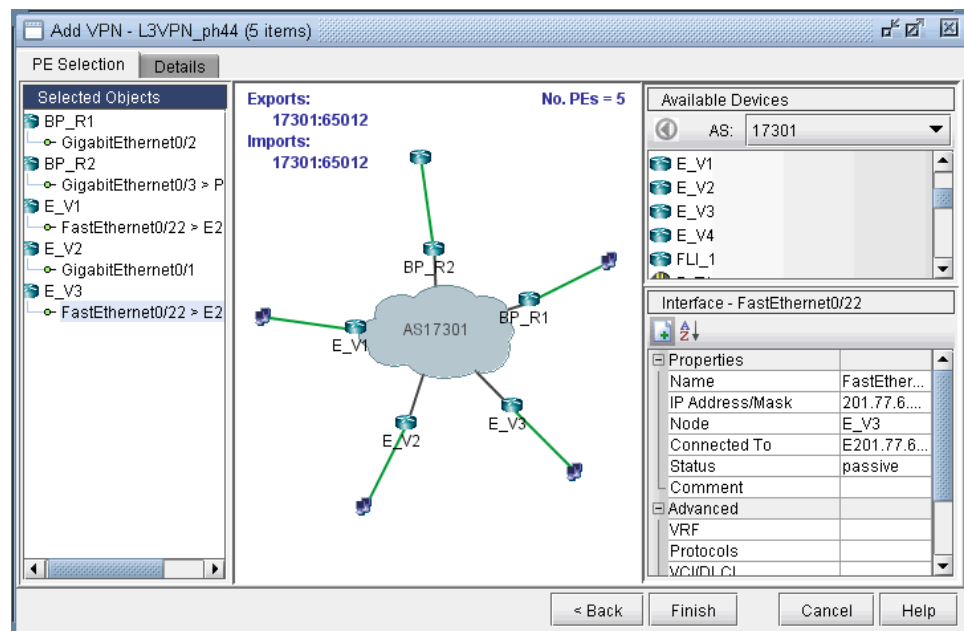 Add VPN - L3VPN_ph44 (5 items)
PE Selection
Details
Selected Objects
BP_R1
GigabitEthernet0/2
BP_R2
GigabitEthernet0/3 > P
E_V1
FastEthernet0/22 > E2
E_V2
GigabitEthernet0/1
E_V3
FastEthernet0/22 > E2
Exports:
17301:65012
Imports:
17301:65012
No. PEs = 5
BP_R2
BP_R1
AS17301
E_V1
E_V2
E_V3
Available Devices
AS: 17301
E_V1
E_V2
E_V3
E_V4
FLI_1
Interface - FastEthernet0/22
Properties
Name FastEther...
IP Address/Mask 201.77.6....
Node E_V3
Connected To E201.77.6...
Status passive
Comment
Advanced
VRF
Protocols
VCI/DLCI
< Back
Finish
Cancel
Help